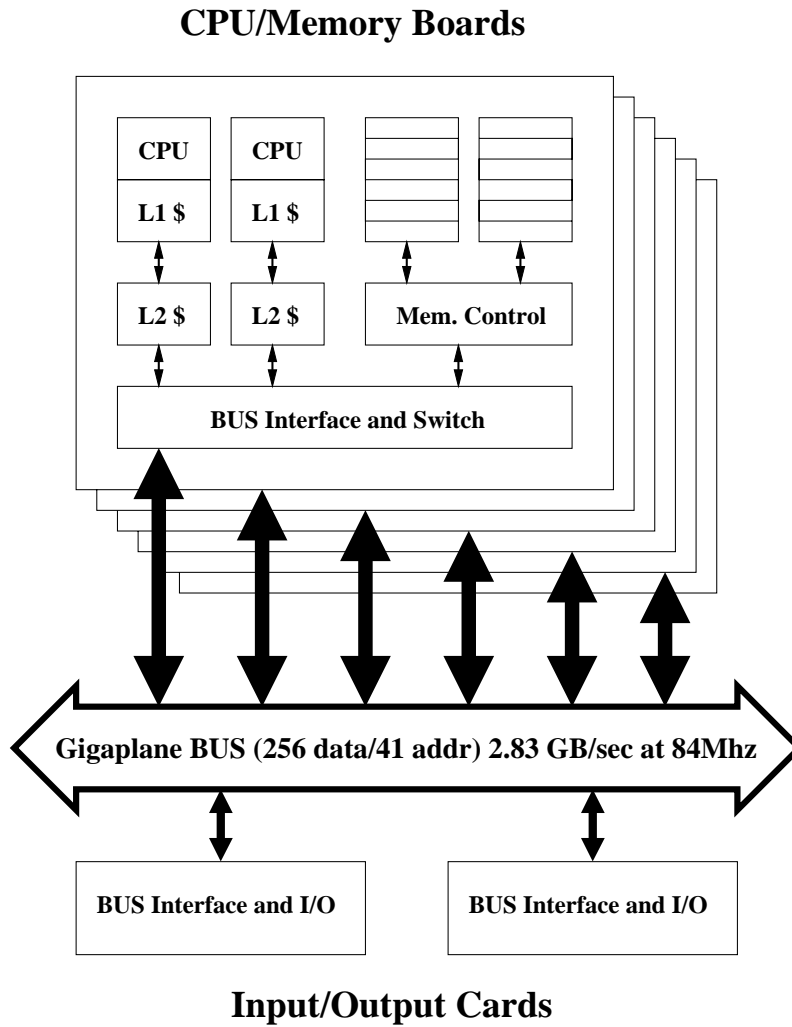 CPU/Memory Boards
CPU
CPU
L1 $
L1 $
L2 $
L2 $
Mem. Control
BUS Interface and Switch
Gigaplane BUS (256 data/41 addr) 2.83 GB/sec at 84Mhz
BUS Interface and I/O
BUS Interface and I/O
Input/Output Cards